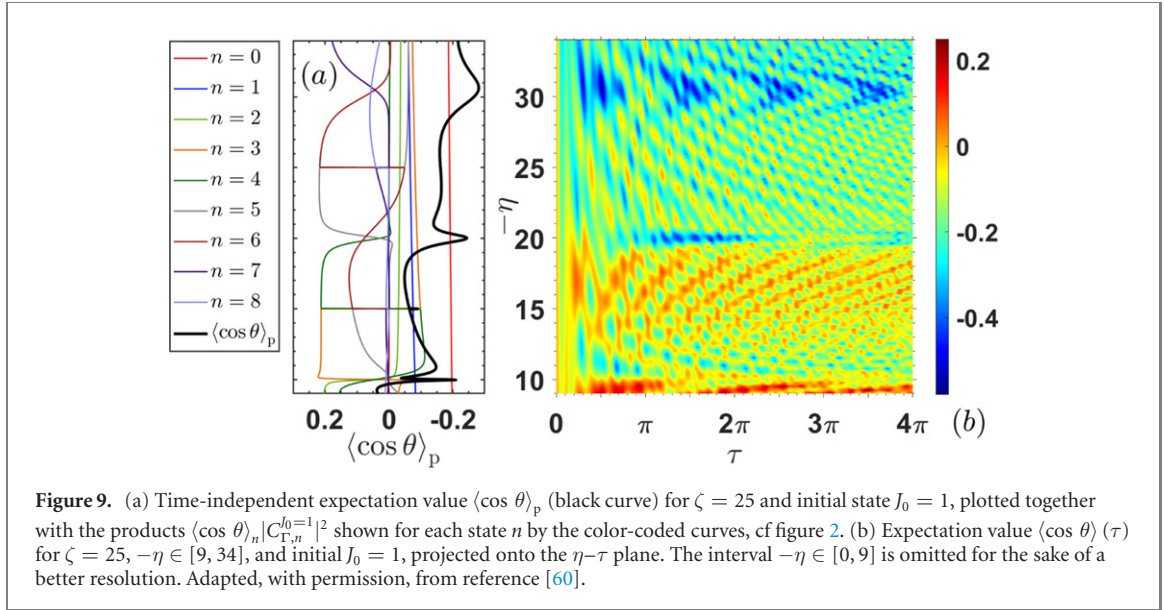 n = 0
n = 1
n = 2
n = 3
n = 4
n = 5
n = 6
n = 7
n = 8
⟨cos θ⟩p
(a)
0.2 0 -0.2
⟨cos θ⟩p
30
25
20
15
10
−η
0 π 2π 3π 4π
τ
0.2
0
-0.2
-0.4
(b)
Figure 9. (a) Time-independent expectation value ⟨cos θ⟩p (black curve) for ζ = 25 and initial state J0 = 1, plotted together
with the products ⟨cos θ⟩n|C^{J0=1}_{Γ,n}|² shown for each state n by the color-coded curves, cf figure 2. (b) Expectation value ⟨cos θ⟩ (τ)
for ζ = 25, −η ∈ [9, 34], and initial J0 = 1, projected onto the η–τ plane. The interval −η ∈ [0, 9] is omitted for the sake of a
better resolution. Adapted, with permission, from reference [60].